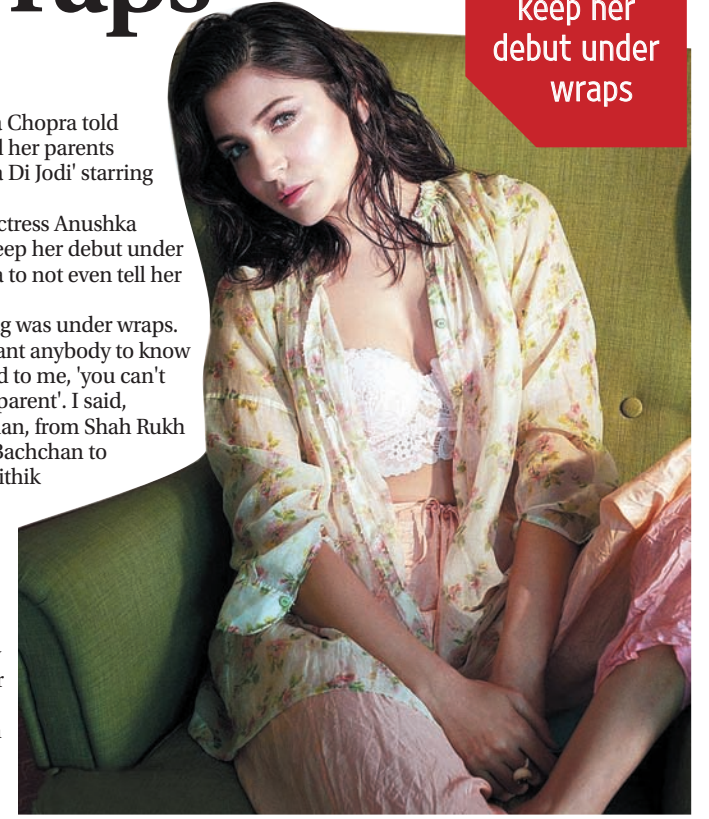 raps
keep her
debut under
wraps
Chopra told
her parents
Di Jodi' starring
ctress Anushka
eep her debut under
to not even tell her
g was under wraps.
ant anybody to know
d to me, 'you can't
parent'. I said,
an, from Shah Rukh
Bachchan to
ithik
r